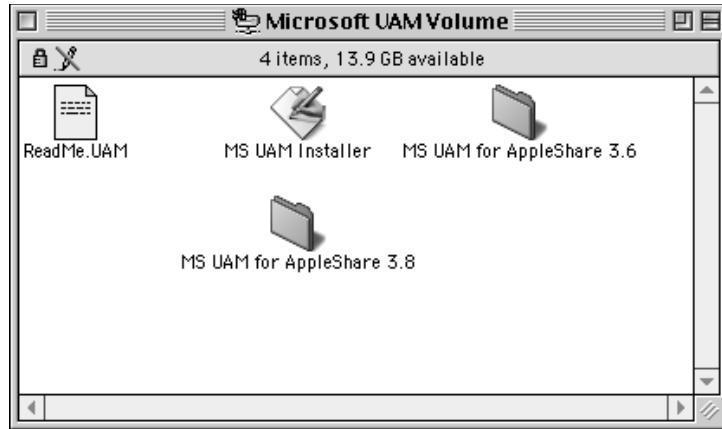 Microsoft UAM Volume
4 items, 13.9 GB available
ReadMe.UAM
MS UAM Installer
MS UAM for AppleShare 3.6
MS UAM for AppleShare 3.8